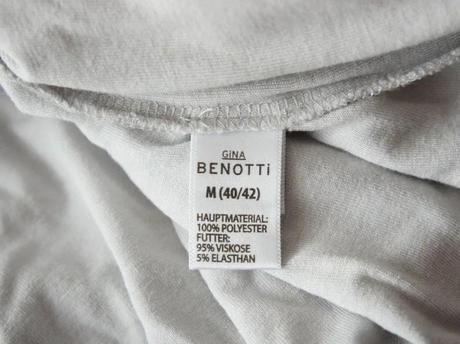 GiNA
BENOTTi
M (40/42)
HAUPTMATERIAL:
100% POLYESTER
FUTTER:
95% VISKOSE
5% ELASTHAN